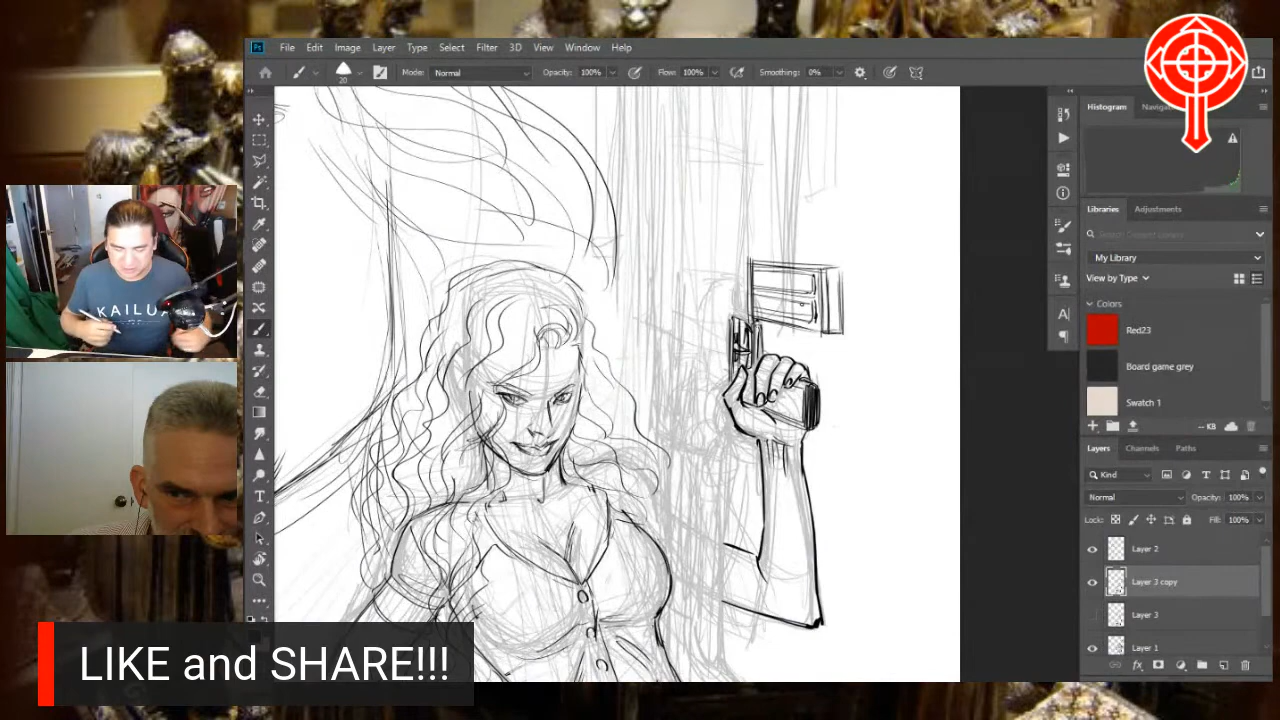 Ps File Edit Image Layer Type Select Filter 3D View Window Help
20 Mode: Normal Opacity: 100% Flow: 100% Smoothing: 0%
Histogram
Libraries Adjustments
My Library
View by Type
Colors
Red23
Board game grey
Swatch 1
-- KB
Layers Channels Paths
Kind
Normal Opacity: 100%
Lock: Fill: 100%
Layer 2
Layer 3 copy
Layer 3
Layer 1
KAILUA
LIKE and SHARE!!!